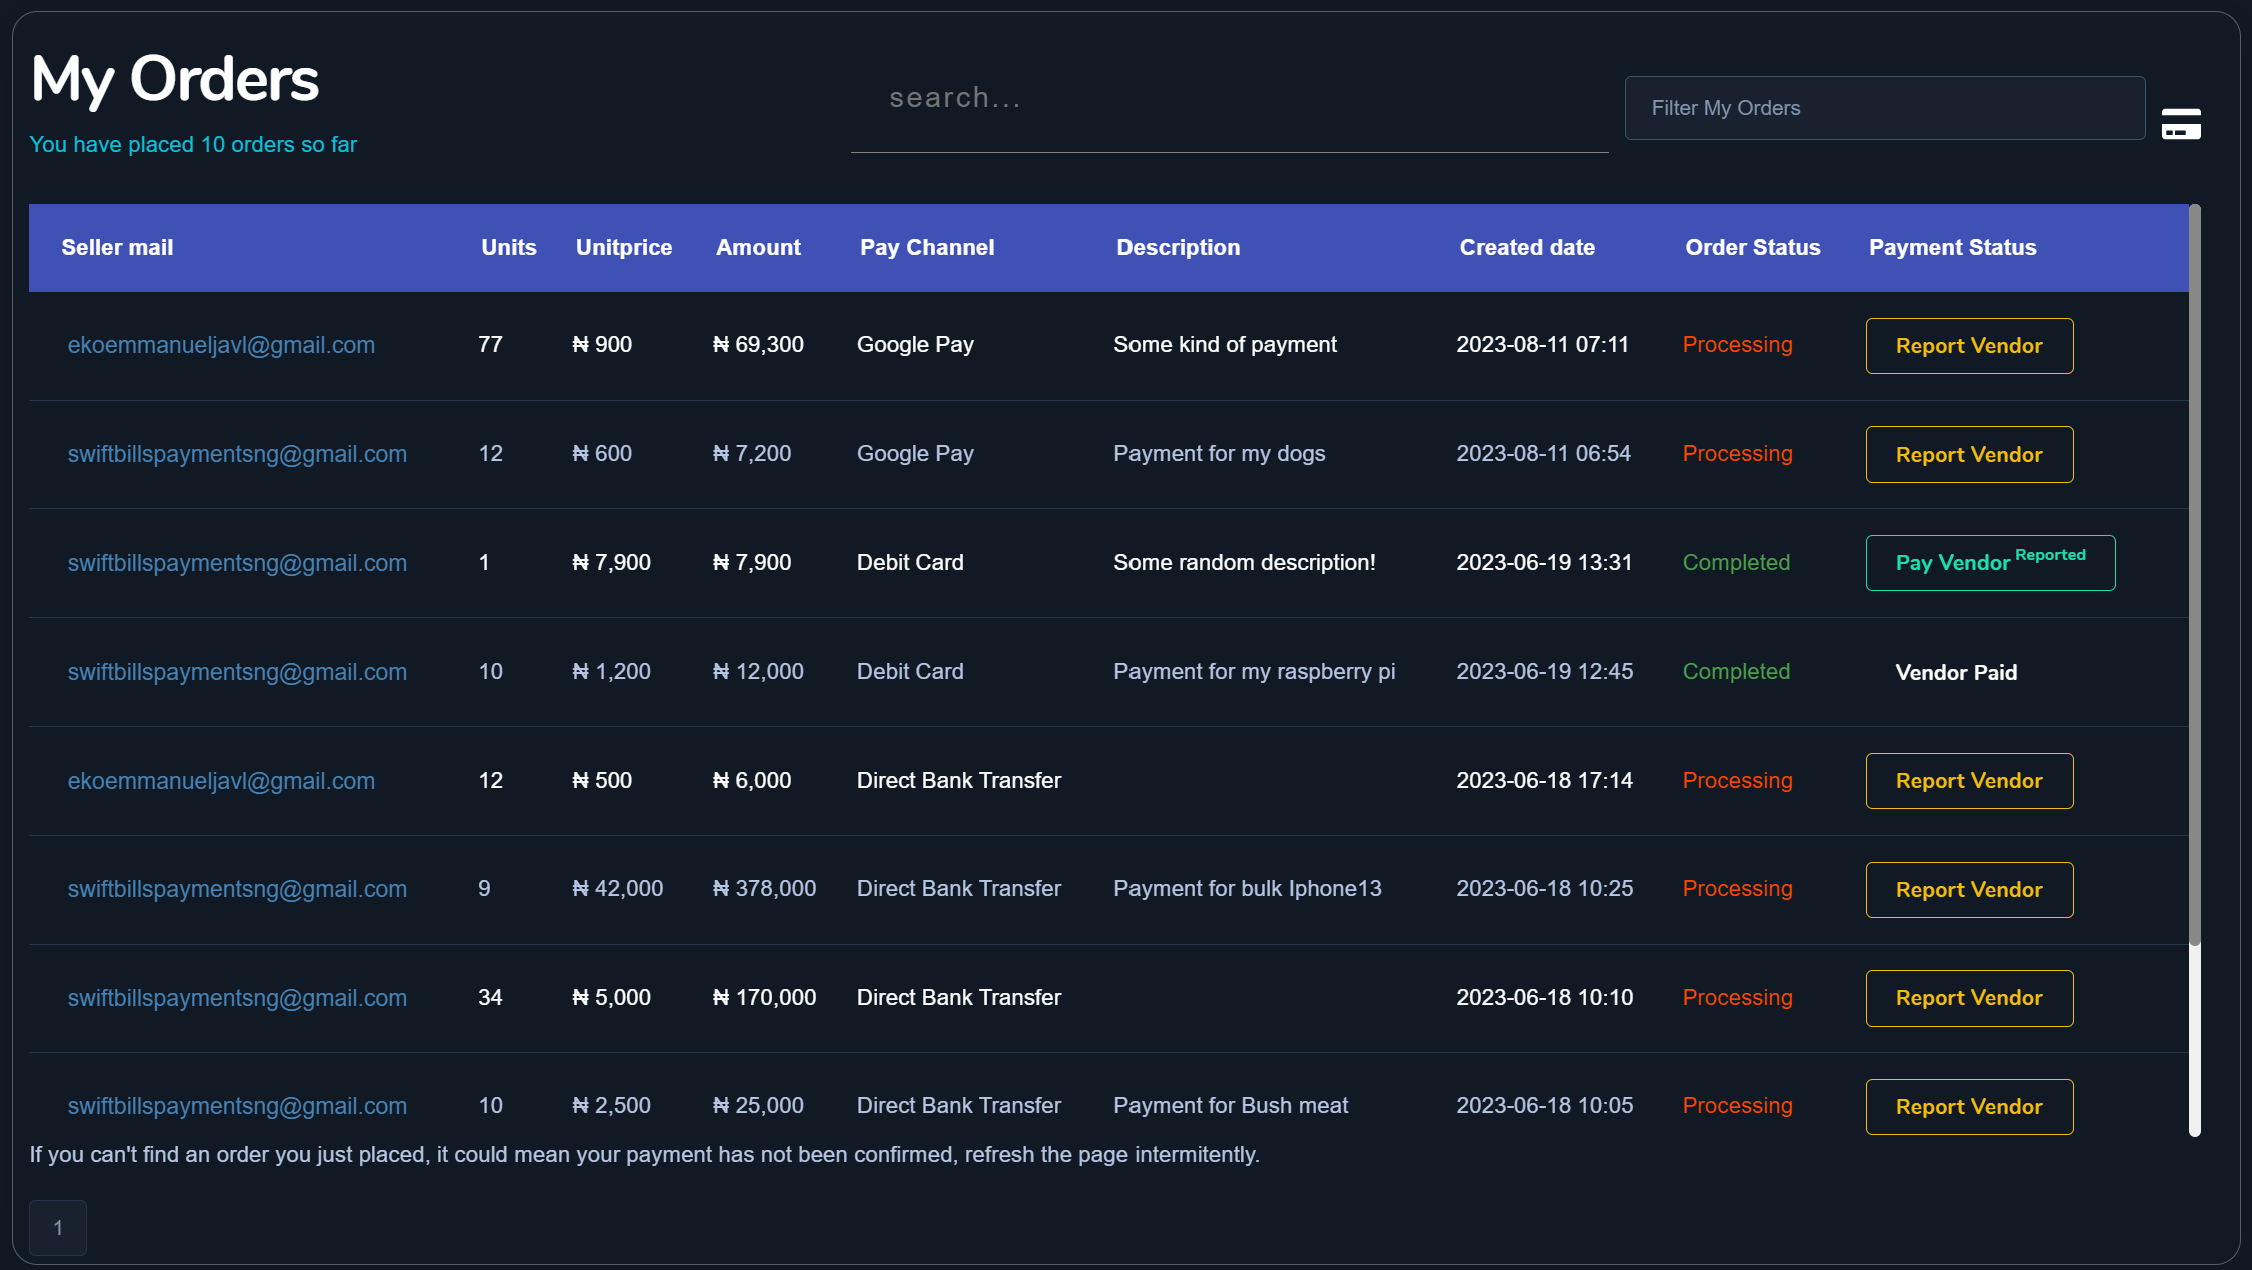 My Orders
You have placed 10 orders so far
search...
Filter My Orders
Seller mail Units Unitprice Amount Pay Channel Description Created date Order Status Payment Status
ekoemmanueljavl@gmail.com 77 ₦ 900 ₦ 69,300 Google Pay Some kind of payment 2023-08-11 07:11 Processing Report Vendor
swiftbillspaymentsng@gmail.com 12 ₦ 600 ₦ 7,200 Google Pay Payment for my dogs 2023-08-11 06:54 Processing Report Vendor
swiftbillspaymentsng@gmail.com 1 ₦ 7,900 ₦ 7,900 Debit Card Some random description! 2023-06-19 13:31 Completed Pay Vendor Reported
swiftbillspaymentsng@gmail.com 10 ₦ 1,200 ₦ 12,000 Debit Card Payment for my raspberry pi 2023-06-19 12:45 Completed Vendor Paid
ekoemmanueljavl@gmail.com 12 ₦ 500 ₦ 6,000 Direct Bank Transfer 2023-06-18 17:14 Processing Report Vendor
swiftbillspaymentsng@gmail.com 9 ₦ 42,000 ₦ 378,000 Direct Bank Transfer Payment for bulk Iphone13 2023-06-18 10:25 Processing Report Vendor
swiftbillspaymentsng@gmail.com 34 ₦ 5,000 ₦ 170,000 Direct Bank Transfer 2023-06-18 10:10 Processing Report Vendor
swiftbillspaymentsng@gmail.com 10 ₦ 2,500 ₦ 25,000 Direct Bank Transfer Payment for Bush meat 2023-06-18 10:05 Processing Report Vendor
If you can't find an order you just placed, it could mean your payment has not been confirmed, refresh the page intermitently.
1